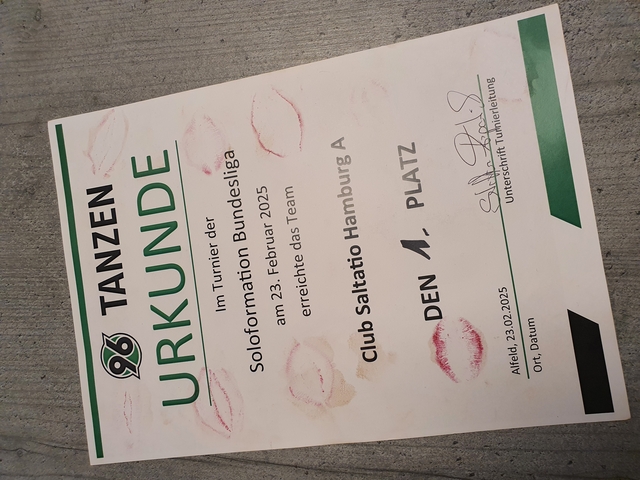 96 TANZEN
URKUNDE
Im Turnier der
Soloformation Bundesliga
am 23. Februar 2025
erreichte das Team
Club Saltatio Hamburg A
DEN 1. PLATZ
Alfeld, 23.02.2025
Ort, Datum
Unterschrift Turnierleitung